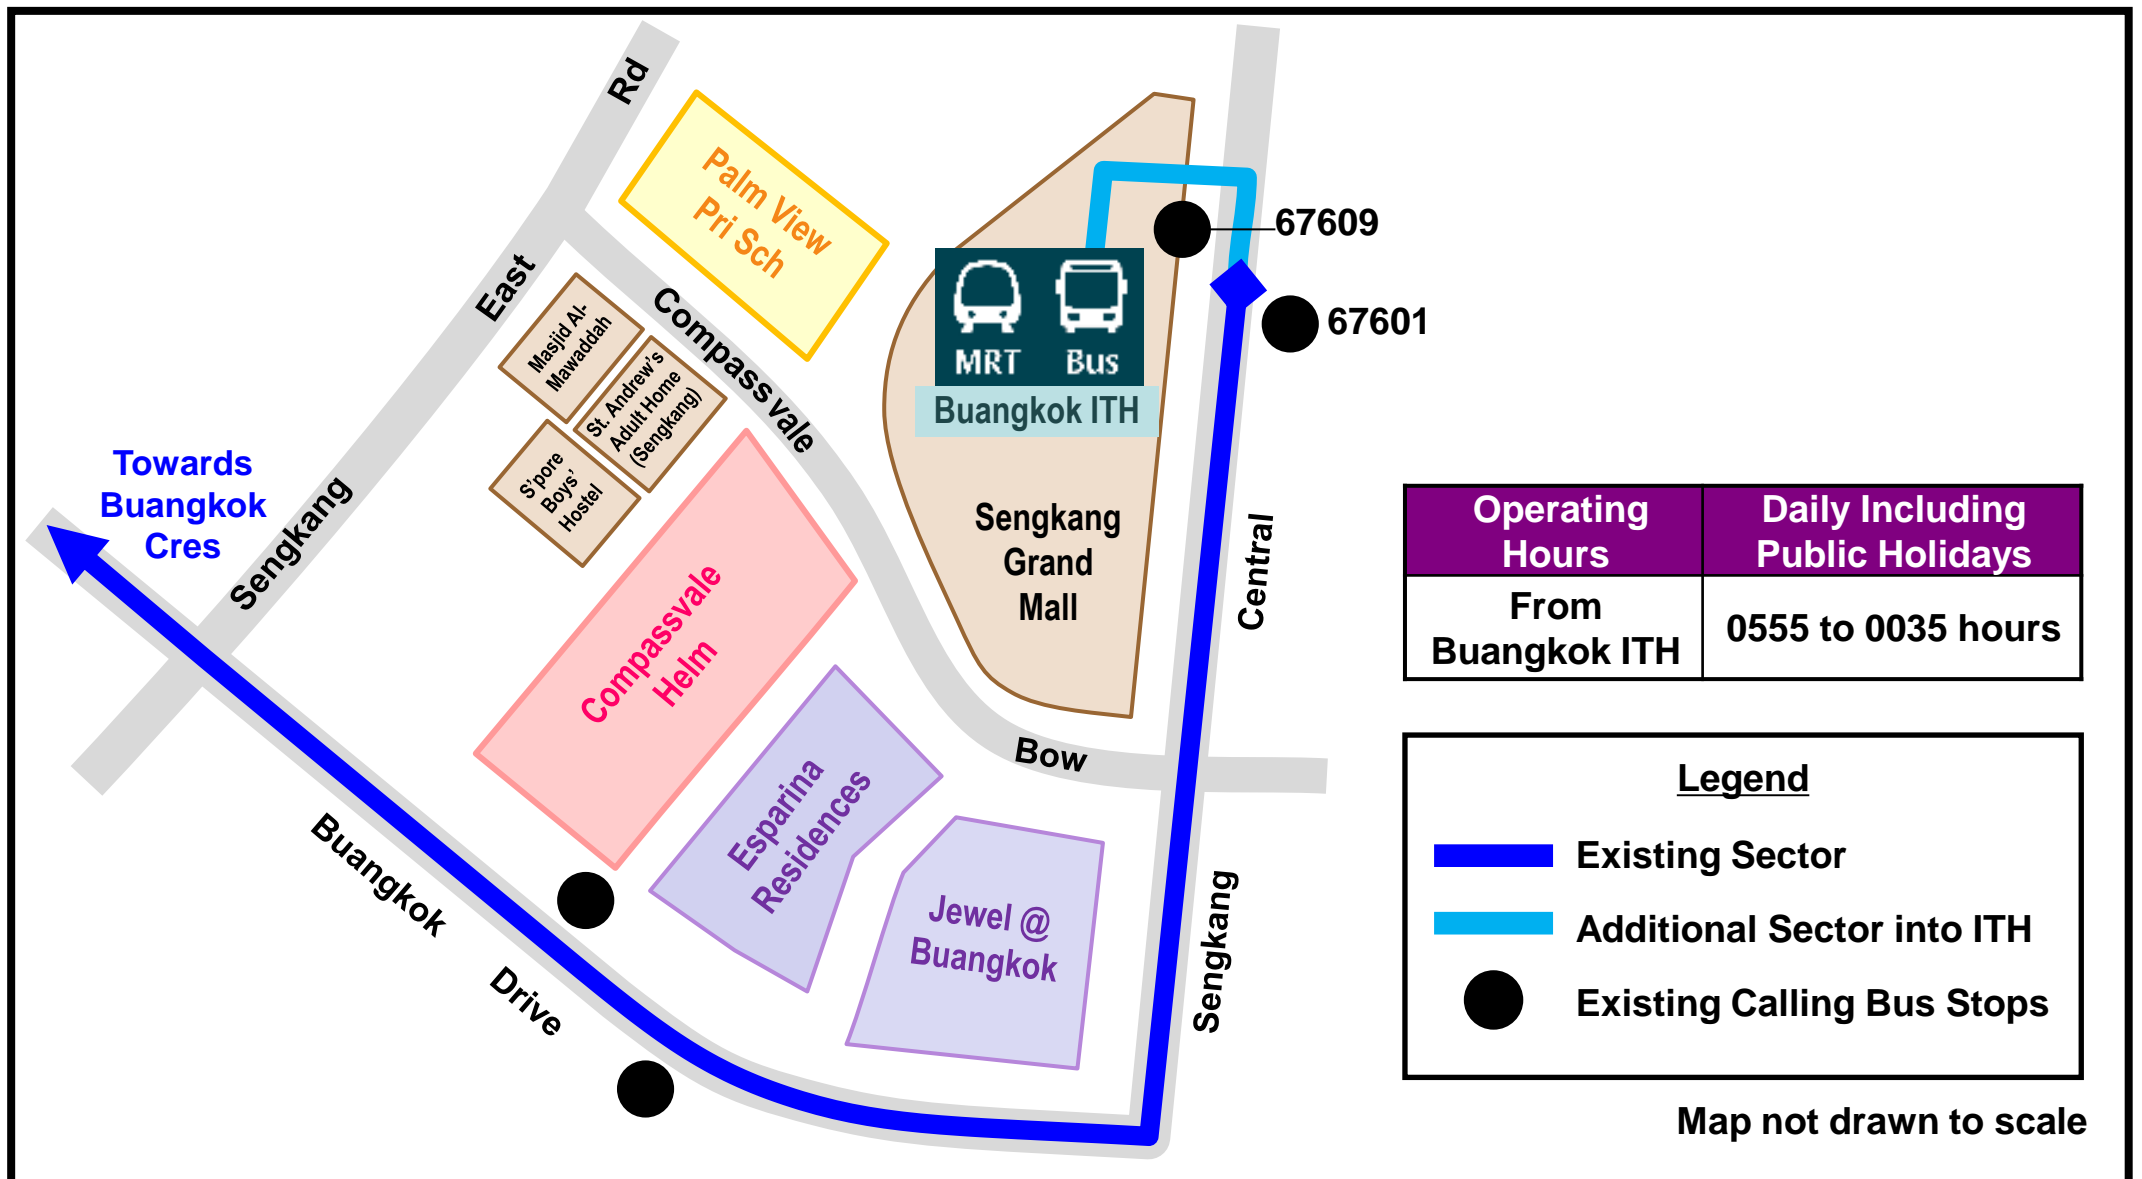 Rd
Palm View
Pri Sch
67609
East
Compassvale
67601
Masjid Al-
Mawaddah
St. Andrew's
Adult Home
(Sengkang)
MRT
Bus
Buangkok ITH
Towards
Buangkok
Cres
S'pore
Boys'
Hostel
Sengkang
Sengkang
Grand
Mall
Central
Operating
Hours
Daily Including
Public Holidays
From
Buangkok ITH
0555 to 0035 hours
Compassvale
Helm
Bow
Esparina
Residences
Buangkok
Drive
Jewel @
Buangkok
Sengkang
Legend
Existing Sector
Additional Sector into ITH
Existing Calling Bus Stops
Map not drawn to scale